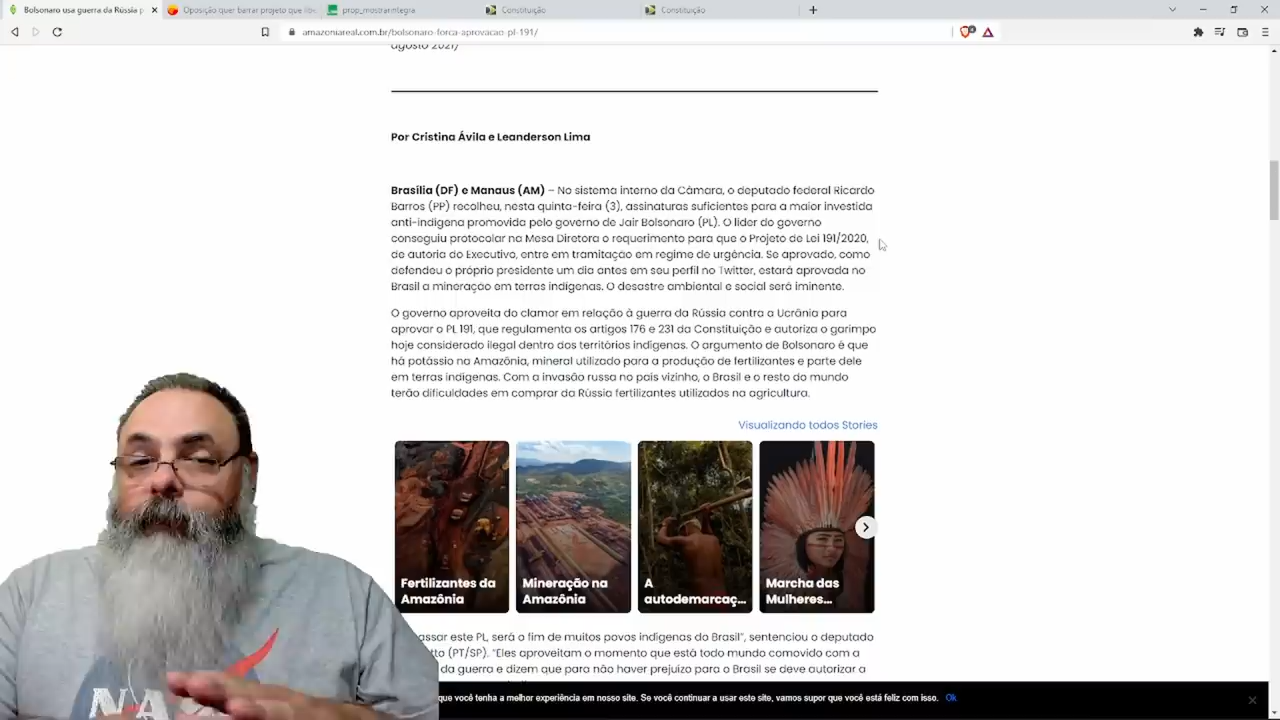 Bolsonaro usa guerra da Rússia p
Oposição quer barrar projeto que libe
prop_mostrarintegra
Constituição
Constituição
amazoniareal.com.br/bolsonaro-forca-aprovacao-pl-191/
agosto 2021)
Por Cristina Ávila e Leanderson Lima
Brasília (DF) e Manaus (AM) – No sistema interno da Câmara, o deputado federal Ricardo
Barros (PP) recolheu, nesta quinta-feira (3), assinaturas suficientes para a maior investida
anti-indígena promovida pelo governo de Jair Bolsonaro (PL). O líder do governo
conseguiu protocolar na Mesa Diretora o requerimento para que o Projeto de Lei 191/2020,
de autoria do Executivo, entre em tramitação em regime de urgência. Se aprovado, como
defendeu o próprio presidente um dia antes em seu perfil no Twitter, estará aprovada no
Brasil a mineração em terras indígenas. O desastre ambiental e social será iminente.
O governo aproveita do clamor em relação à guerra da Rússia contra a Ucrânia para
aprovar o PL 191, que regulamenta os artigos 176 e 231 da Constituição e autoriza o garimpo
hoje considerado ilegal dentro dos territórios indígenas. O argumento de Bolsonaro é que
há potássio na Amazônia, mineral utilizado para a produção de fertilizantes e parte dele
em terras indígenas. Com a invasão russa no país vizinho, o Brasil e o resto do mundo
terão dificuldades em comprar da Rússia fertilizantes utilizados na agricultura.
Visualizando todos Stories
Fertilizantes da
Amazônia
Mineração na
Amazônia
A
autodemarcaç...
Marcha das
Mulheres...
assar este PL, será o fim de muitos povos indígenas do Brasil", sentenciou o deputado
tto (PT/SP). "Eles aproveitam o momento que está todo mundo comovido com a
da guerra e dizem que para não haver prejuízo para o Brasil se deve autorizar a
que você tenha a melhor experiência em nosso site. Se você continuar a usar este site, vamos supor que você está feliz com isso. Ok